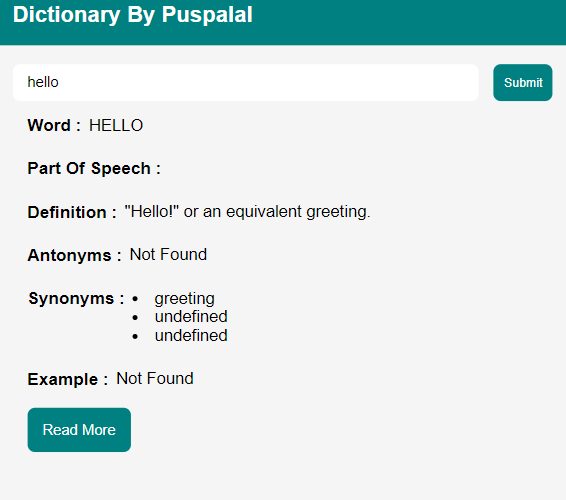 Dictionary By Puspalal
hello
Submit
Word : HELLO
Part Of Speech :
Definition : "Hello!" or an equivalent greeting.
Antonyms : Not Found
Synonyms : • greeting
• undefined
• undefined
Example : Not Found
Read More